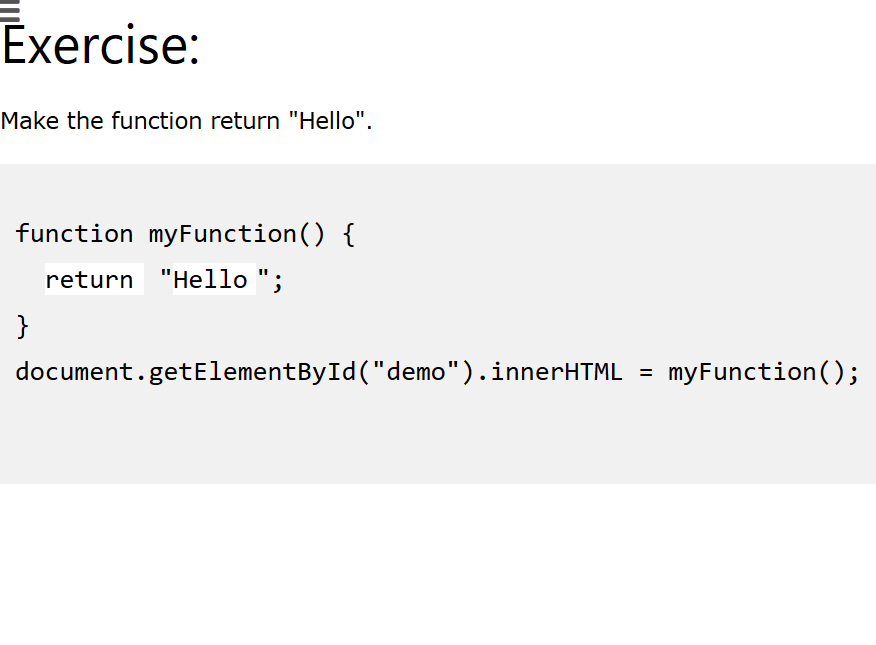 Exercise:
Make the function return "Hello".
function myFunction() {
  return "Hello";
}
document.getElementById("demo").innerHTML = myFunction();